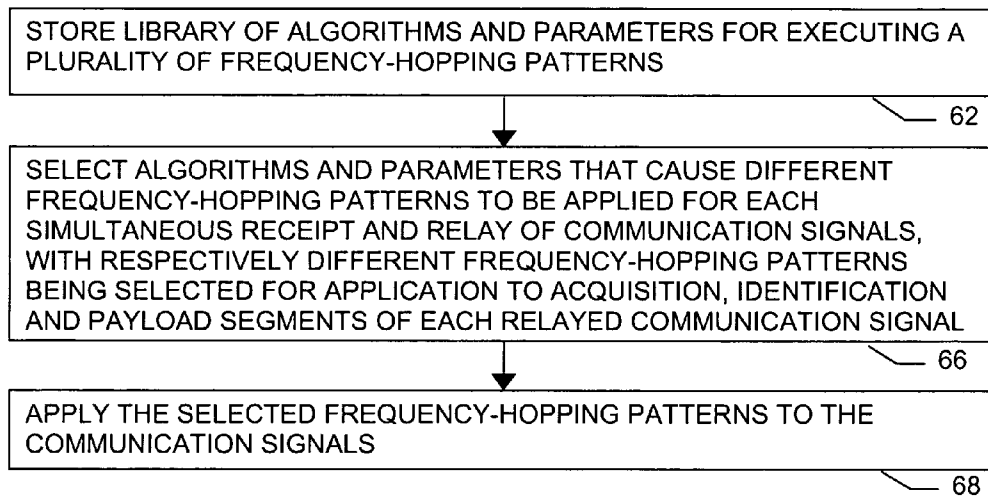 STORE LIBRARY OF ALGORITHMS AND PARAMETERS FOR EXECUTING A
PLURALITY OF FREQUENCY-HOPPING PATTERNS
62
SELECT ALGORITHMS AND PARAMETERS THAT CAUSE DIFFERENT
FREQUENCY-HOPPING PATTERNS TO BE APPLIED FOR EACH
SIMULTANEOUS RECEIPT AND RELAY OF COMMUNICATION SIGNALS,
WITH RESPECTIVELY DIFFERENT FREQUENCY-HOPPING PATTERNS
BEING SELECTED FOR APPLICATION TO ACQUISITION, IDENTIFICATION
AND PAYLOAD SEGMENTS OF EACH RELAYED COMMUNICATION SIGNAL
66
APPLY THE SELECTED FREQUENCY-HOPPING PATTERNS TO THE
COMMUNICATION SIGNALS
68